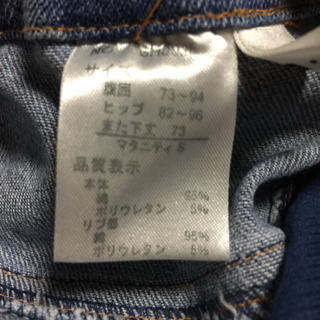 サイズ
腹囲 73~94
ヒップ 82~96
また下丈 73
マタニティ S
品質表示
本体
綿 95%
ポリウレタン 5%
リブ部
綿 95%
ポリウレタン 5%